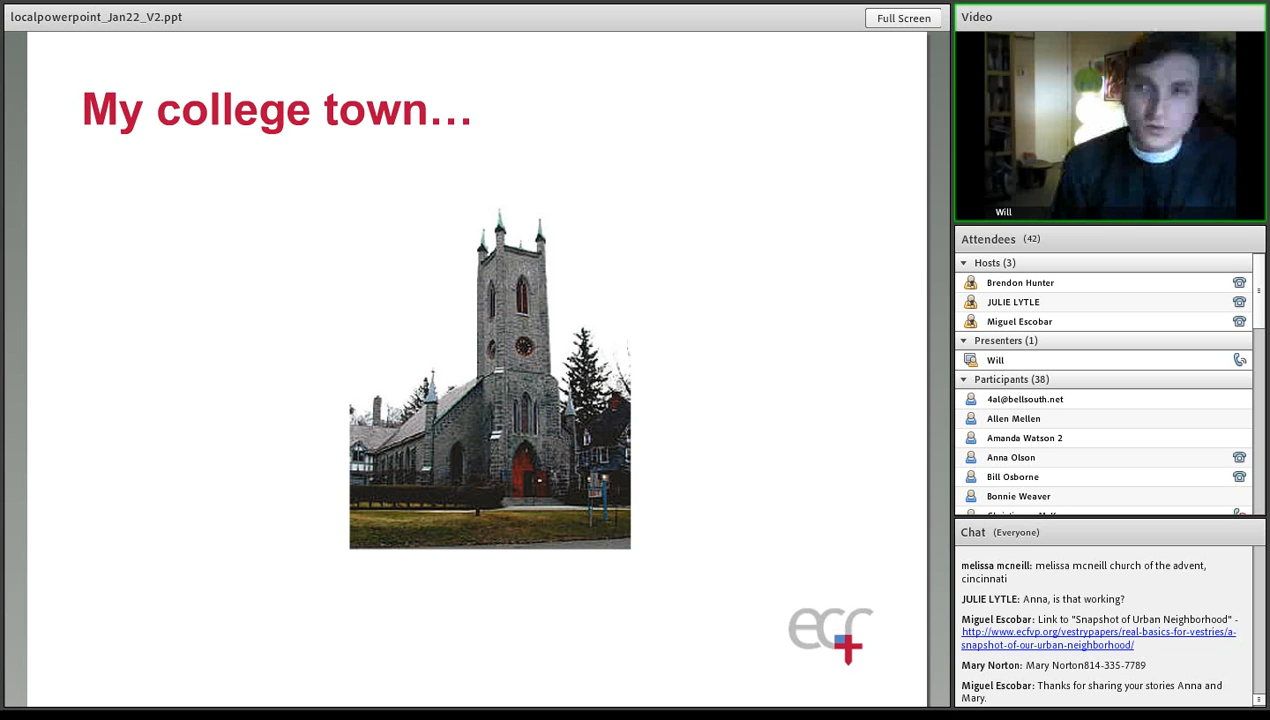 localpowerpoint_Jan22_V2.ppt
Full Screen
My college town…
ecf
Video
Will
Attendees (42)
Hosts (3)
Brendon Hunter
JULIE LYTLE
Miguel Escobar
Presenters (1)
Will
Participants (38)
4al@bellsouth.net
Allen Mellen
Amanda Watson 2
Anna Olson
Bill Osborne
Bonnie Weaver
Chat (Everyone)
melissa mcneill: melissa mcneill church of the advent,
cincinnati
JULIE LYTLE: Anna, is that working?
Miguel Escobar: Link to "Snapshot of Urban Neighborhood" -
http://www.ecfvp.org/vestrypapers/real-basics-for-vestries/a-
snapshot-of-our-urban-neighborhood/
Mary Norton: Mary Norton814-335-7789
Miguel Escobar: Thanks for sharing your stories Anna and
Mary.